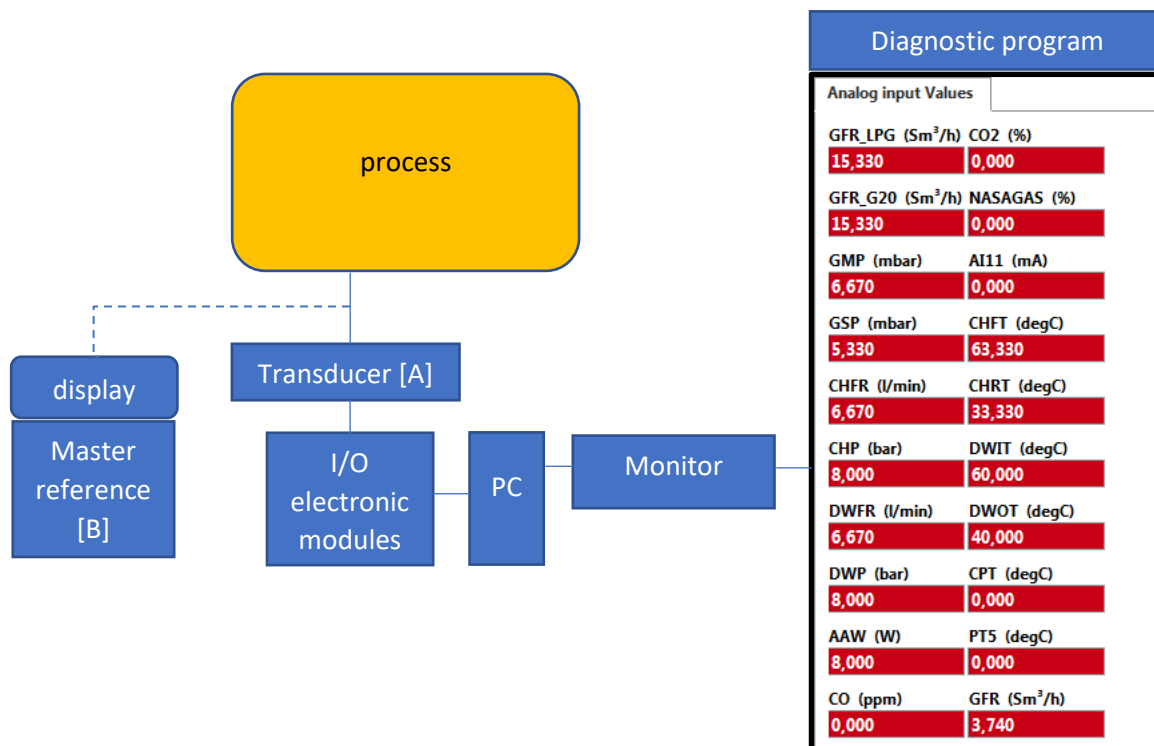 Diagnostic program
process
display
Master
reference
[B]
Transducer [A]
I/O
electronic
modules
PC
Monitor
Analog input Values
GFR_LPG (Sm³/h) CO2 (%)
15,330 0,000
GFR_G20 (Sm³/h) NASAGAS (%)
15,330 0,000
GMP (mbar) AI11 (mA)
6,670 0,000
GSP (mbar) CHFT (degC)
5,330 63,330
CHFR (l/min) CHRT (degC)
6,670 33,330
CHP (bar) DWIT (degC)
8,000 60,000
DWFR (l/min) DWOT (degC)
6,670 40,000
DWP (bar) CPT (degC)
8,000 0,000
AAW (W) PT5 (degC)
8,000 0,000
CO (ppm) GFR (Sm³/h)
0,000 3,740